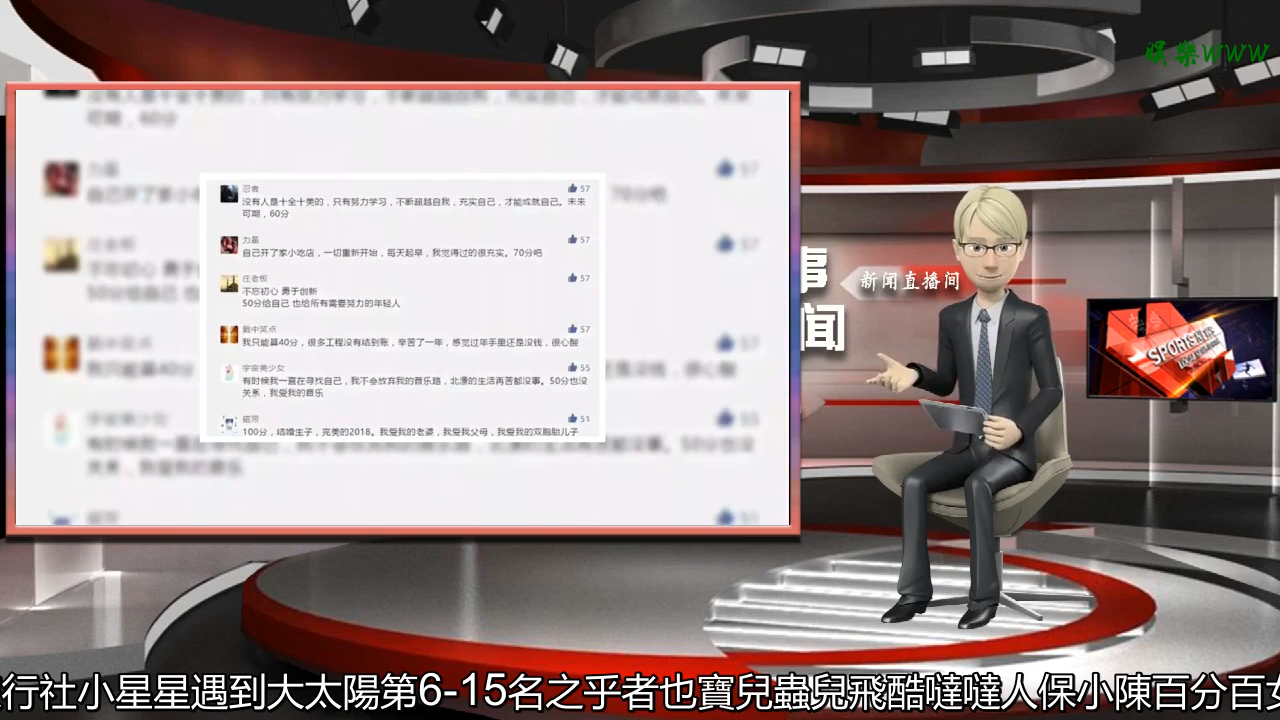 娱樂www
忍者
57
没有人是十全十美的，只有努力学习，不断超越自我，充实自己，才能成就自己。未来
可期，60分
力量
57
自己开了家小吃店，一切重新开始，每天起早，我觉得过的很充实。70分吧
庄老板
57
不忘初心 勇于创新
50分给自己 也给所有需要努力的年轻人
戳中笑点
57
我只能算40分，很多工程没有结到账，辛苦了一年，感觉过年手里还是没钱，很心酸
宇宙美少女
55
有时候我一直在寻找自己，我不会放弃我的音乐路，北漂的生活再苦都没事。50分也没
关系，我爱我的音乐
磁带
51
100分，结婚生子，完美的2018。我爱我的老婆，我爱我父母，我爱我的双胞胎儿子
新闻直播间
闻
行社小星星遇到大太陽第6-15名之乎者也寶兒蟲兒飛酷噠噠人保小陳百分百女